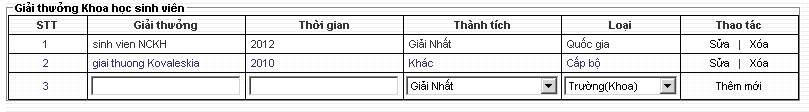 Giải thưởng Khoa học sinh viên
STT Giải thưởng Thời gian Thành tích Loại Thao tác
1 sinh vien NCKH 2012 Giải Nhất Quốc gia Sửa | Xóa
2 giai thuong Kovaleskia 2010 Khác Cấp bộ Sửa | Xóa
3 Giải Nhất Trường(Khoa) Thêm mới